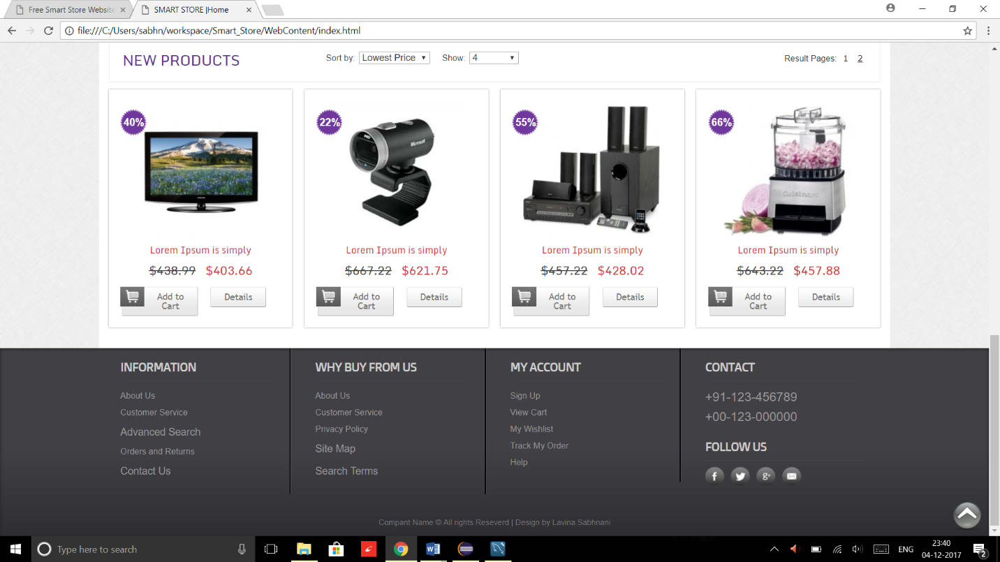 Free Smart Store Website
SMART STORE |Home
file:///C:/Users/sabhn/workspace/Smart_Store/WebContent/index.html
NEW PRODUCTS
Sort by: Lowest Price Show: 4
Result Pages: 1 2
40%
22%
55%
66%
Microsoft
Cuisinart
Lorem Ipsum is simply
Lorem Ipsum is simply
Lorem Ipsum is simply
Lorem Ipsum is simply
$438.99 $403.66
$667.22 $621.75
$457.22 $428.02
$643.22 $457.88
Add to
Cart
Details
Add to
Cart
Details
Add to
Cart
Details
Add to
Cart
Details
INFORMATION
About Us
Customer Service
Advanced Search
Orders and Returns
Contact Us
WHY BUY FROM US
About Us
Customer Service
Privacy Policy
Site Map
Search Terms
MY ACCOUNT
Sign Up
View Cart
My Wishlist
Track My Order
Help
CONTACT
+91-123-456789
+00-123-000000
FOLLOW US
Compant Name © All rights Reseverd | Design by Lavina Sabhnani
Type here to search
ENG
23:40
04-12-2017
2